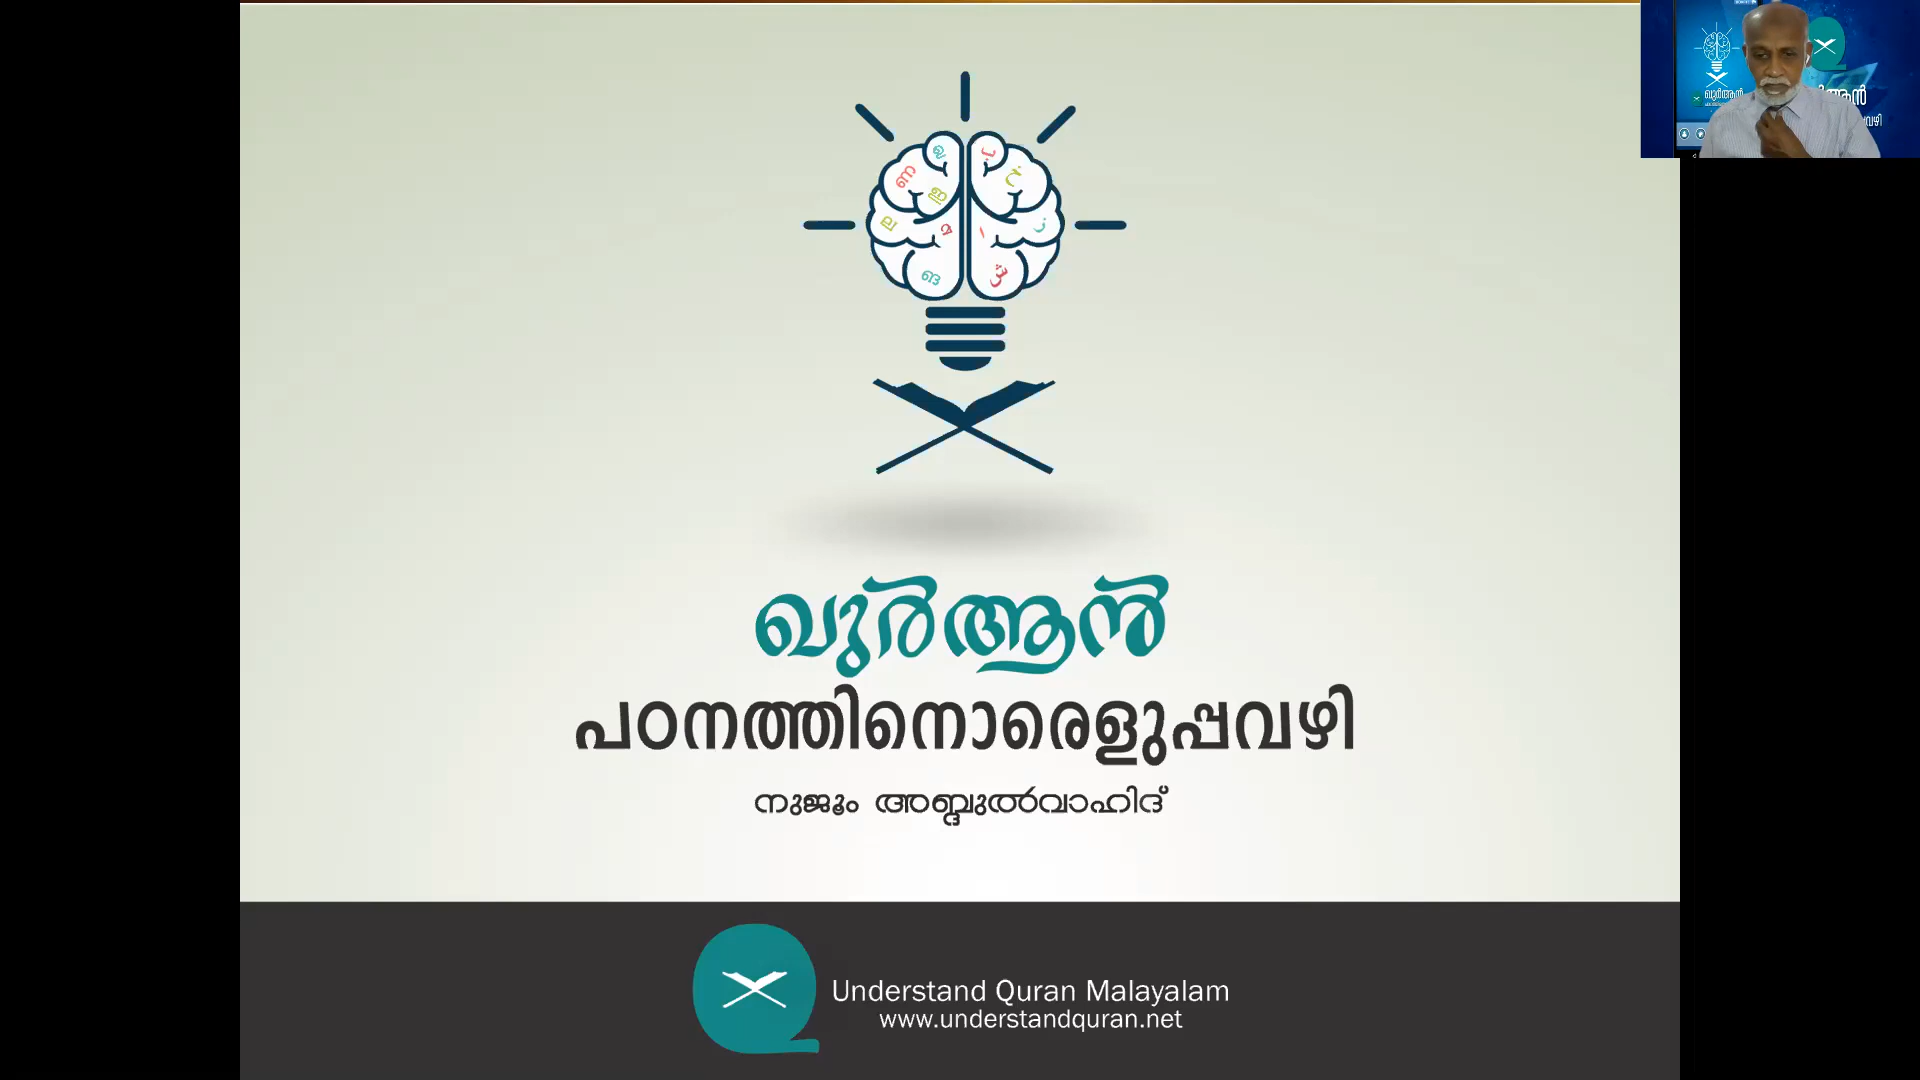 ഖുർആൻ
പഠനത്തിനൊരെളുപ്പവഴി
നുജൂം അബ്ദുൽവാഹിദ്
Understand Quran Malayalam
www.understandquran.net